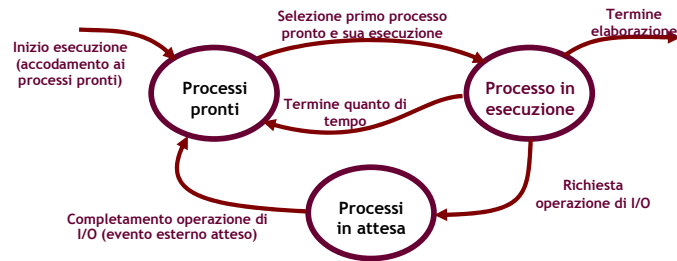 Inizio esecuzione
(accodamento ai
processi pronti)
Selezione primo processo
pronto e sua esecuzione
Termine
elaborazione
Processi
pronti
Termine quanto di
tempo
Processo in
esecuzione
Completamento operazione di
I/O (evento esterno atteso)
Processi
in attesa
Richiesta
operazione di I/O